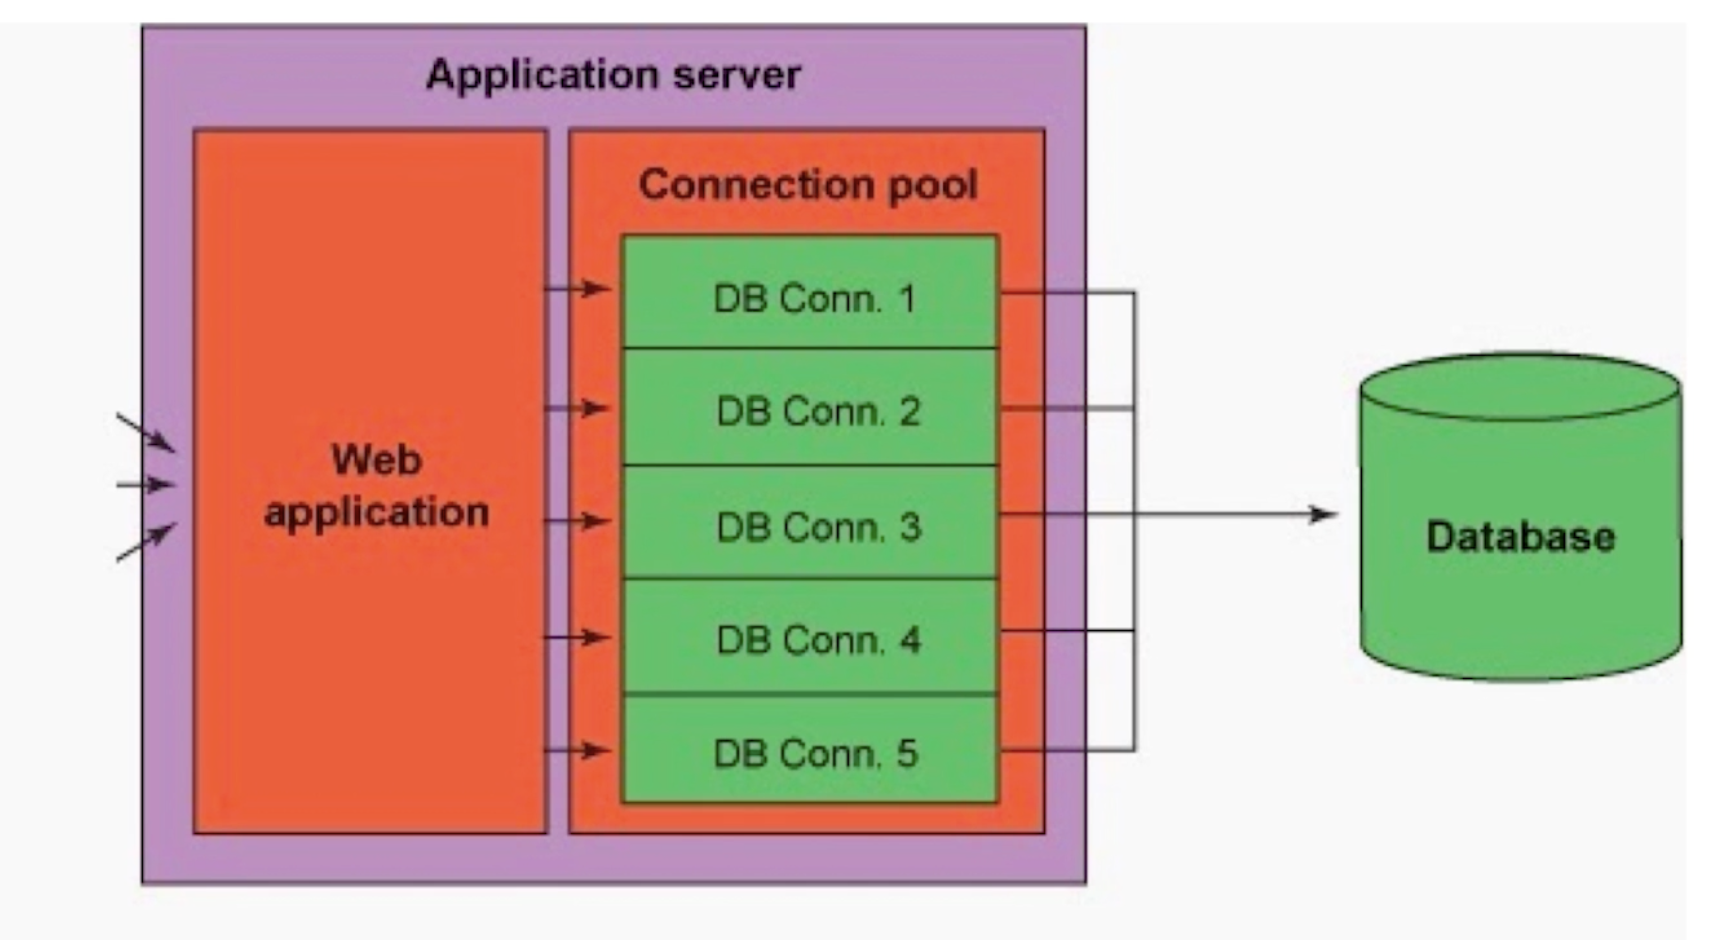 Application server
Connection pool
DB Conn. 1
DB Conn. 2
Web
application
DB Conn. 3
DB Conn. 4
DB Conn. 5
Database